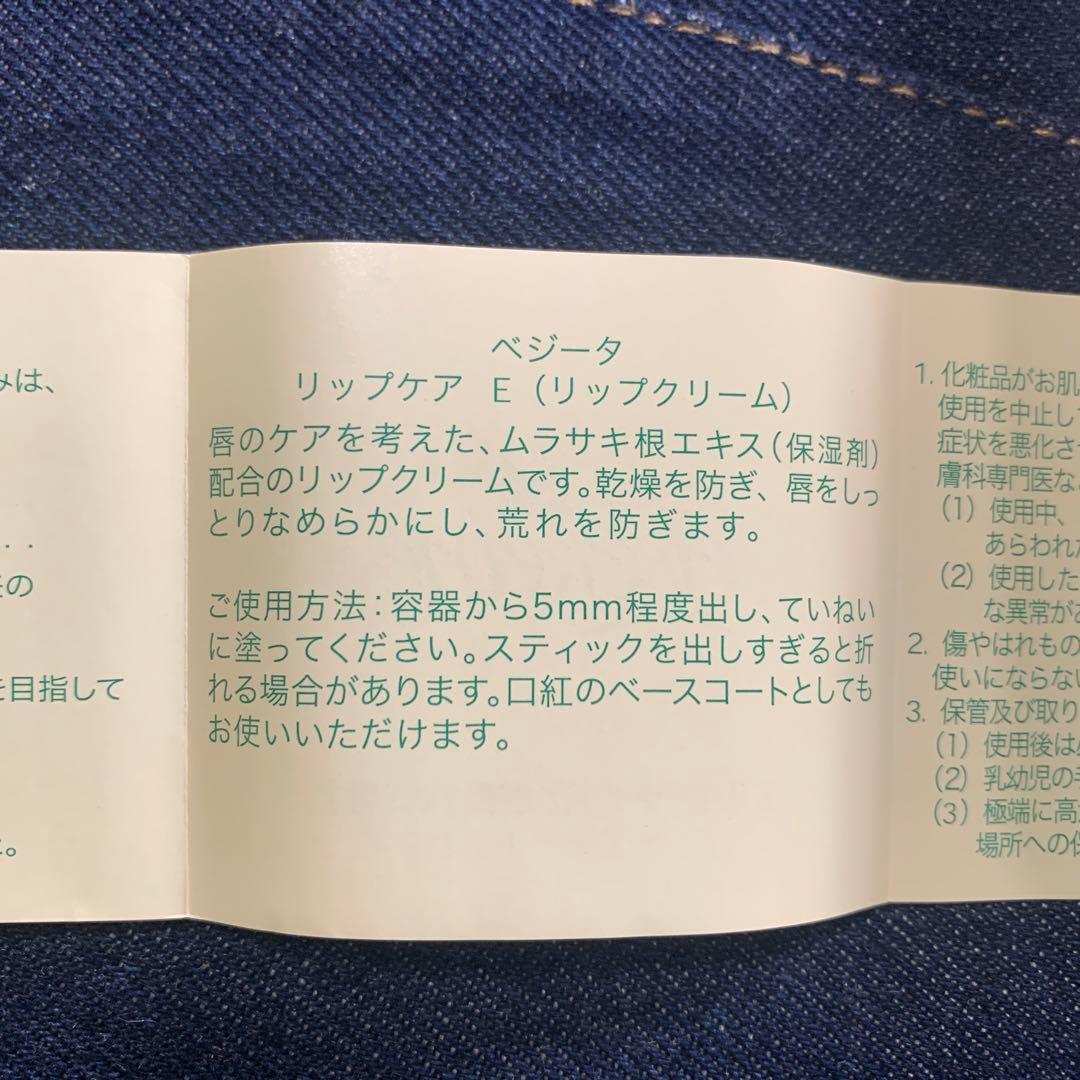 みは、
の
を目指して
ベジータ
リップケア E（リップクリーム）
唇のケアを考えた、ムラサキ根エキス（保湿剤）
配合のリップクリームです。乾燥を防ぎ、唇をしっ
とりなめらかにし、荒れを防ぎます。
ご使用方法：容器から5mm程度出し、ていねい
に塗ってください。スティックを出しすぎると折
れる場合があります。口紅のベースコートとしても
お使いいただけます。
1. 化粧品がお肌
使用を中止し
症状を悪化さ
膚科専門医な
（1）使用中、
あらわれ
（2）使用した
な異常が
2. 傷やはれもの
使いにならない
3. 保管及び取り
（1）使用後は
（2）乳幼児の
（3）極端に高
場所への